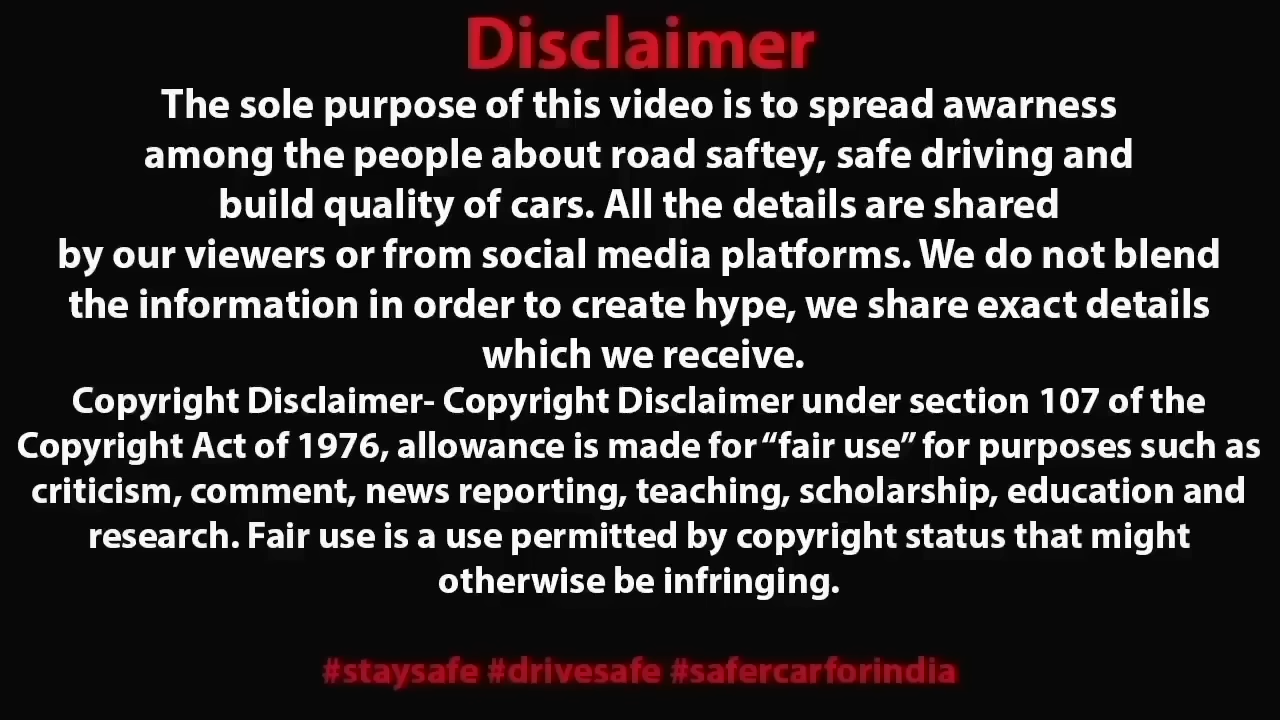 Disclaimer
The sole purpose of this video is to spread awarness
among the people about road saftey, safe driving and
build quality of cars. All the details are shared
by our viewers or from social media platforms. We do not blend
the information in order to create hype, we share exact details
which we receive.
Copyright Disclaimer- Copyright Disclaimer under section 107 of the
Copyright Act of 1976, allowance is made for “fair use” for purposes such as
criticism, comment, news reporting, teaching, scholarship, education and
research. Fair use is a use permitted by copyright status that might
otherwise be infringing.
#staysafe #drivesafe #safercarforindia